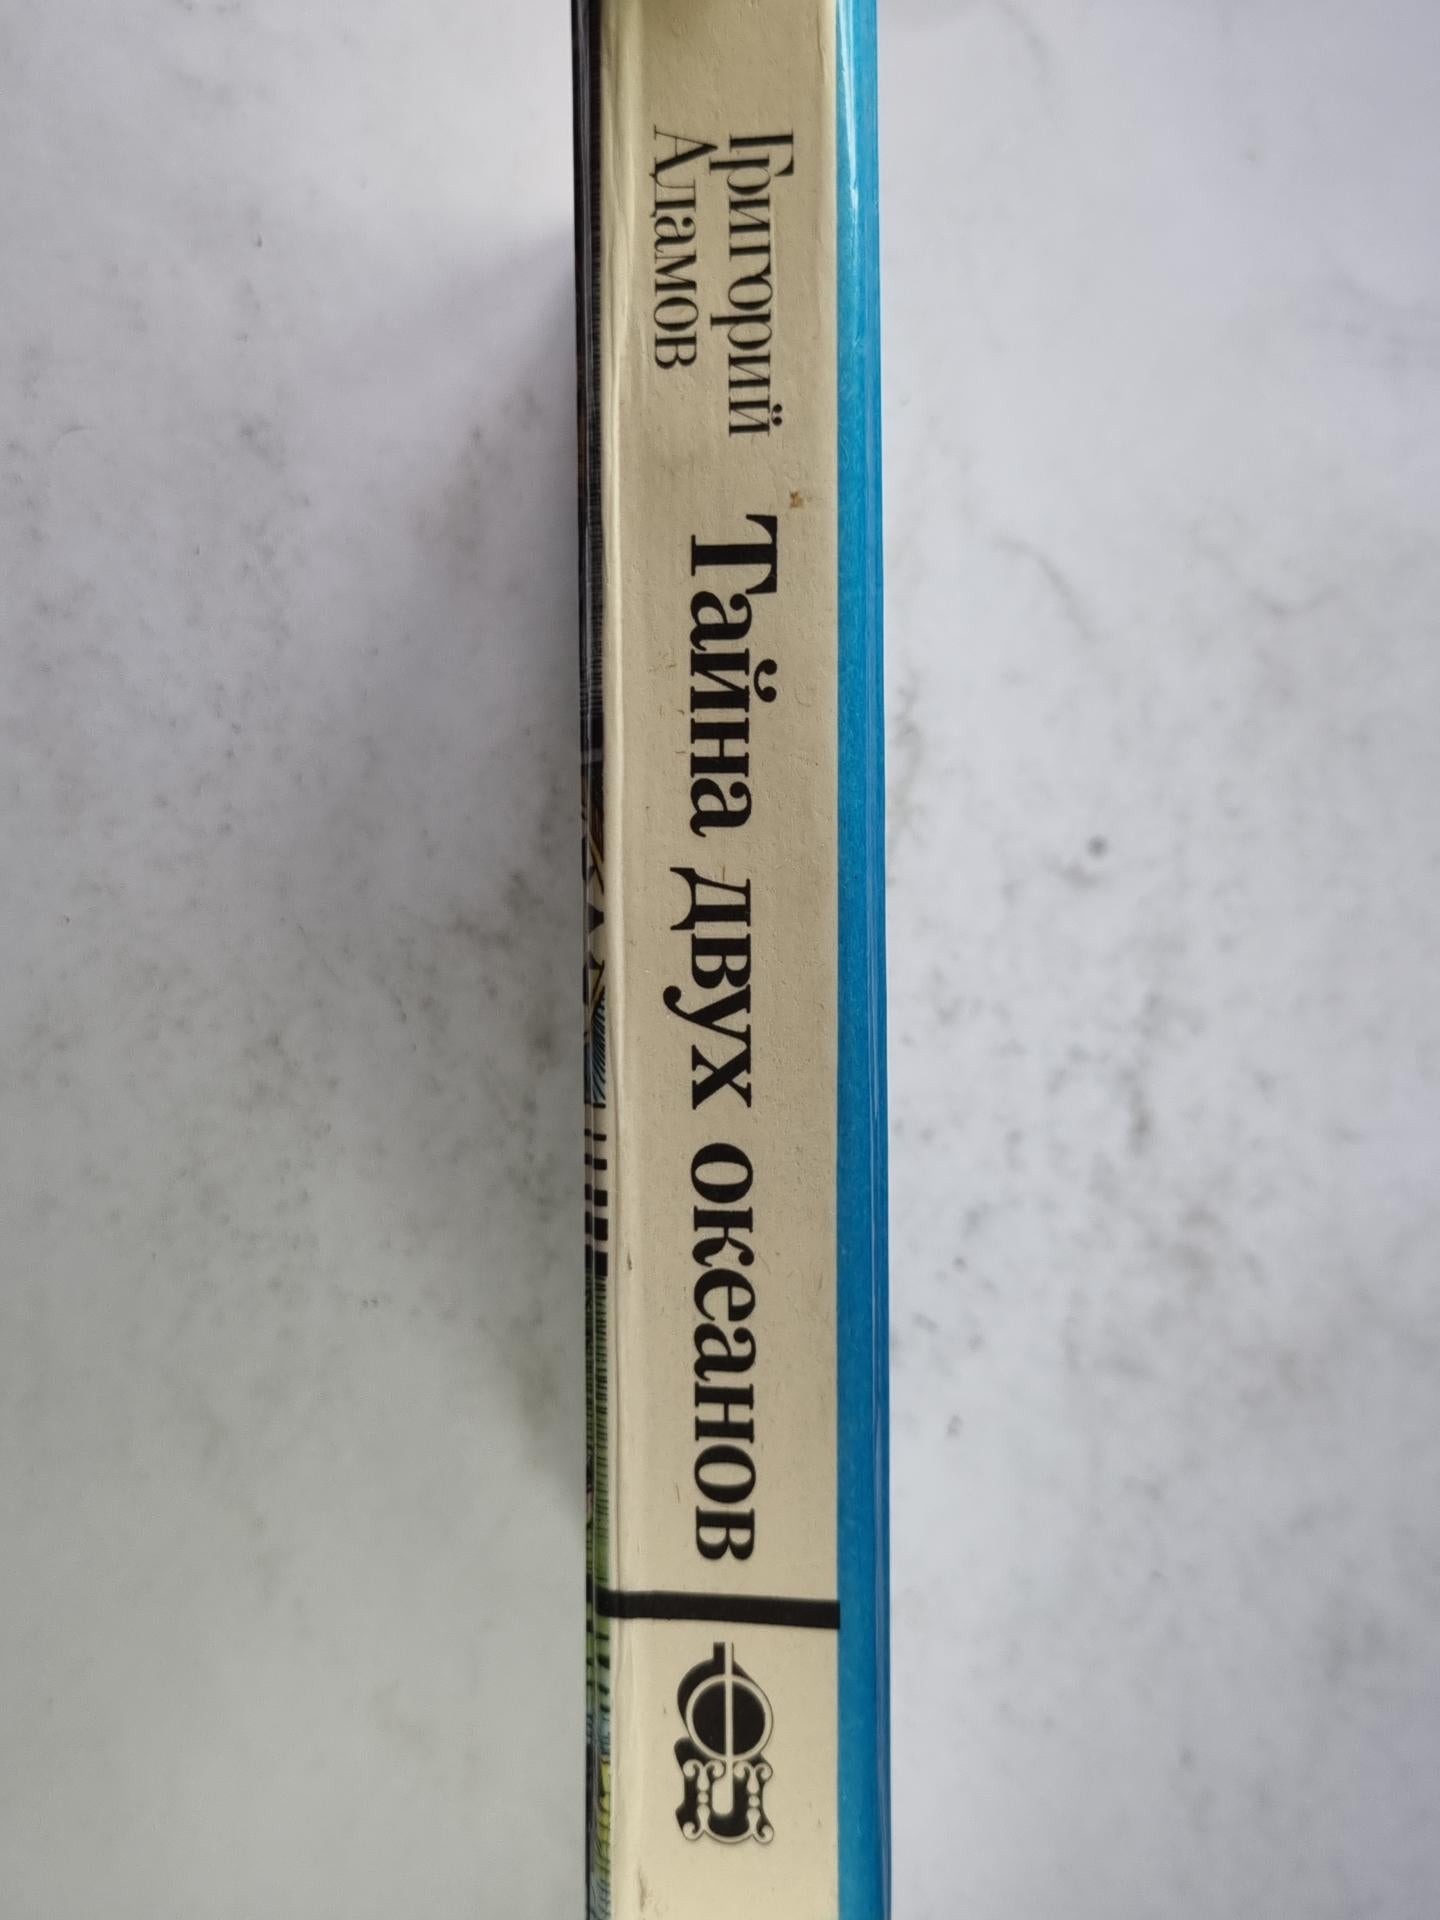 Григорий
Адамов
Тайна двух океанов